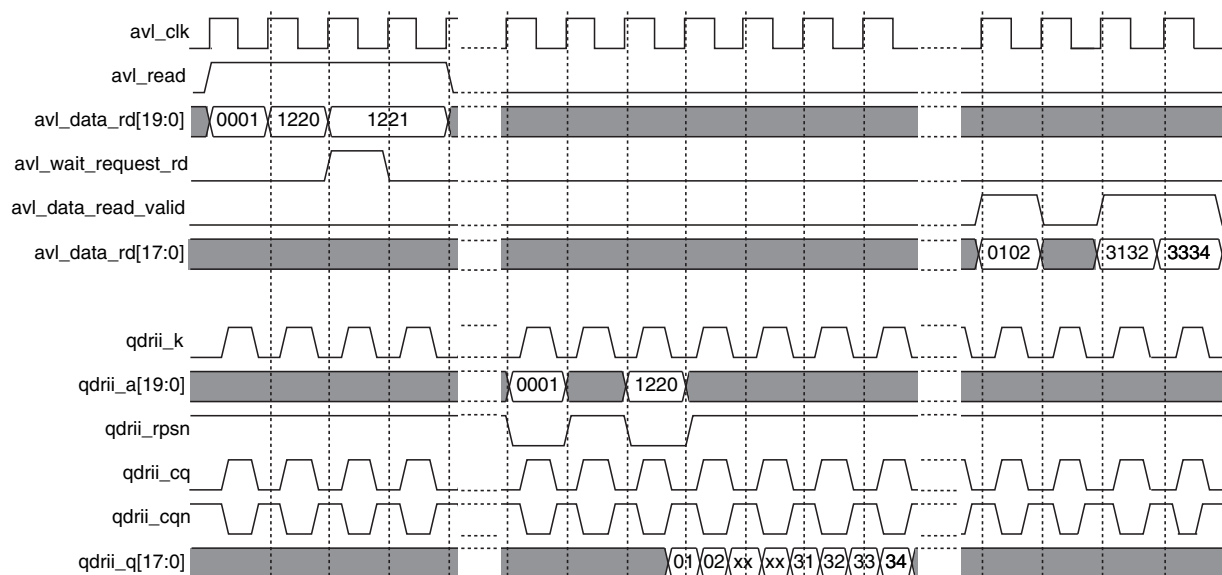 avl_clk
avl_read
avl_data_rd[19:0] 0001 1220 1221
avl_wait_request_rd
avl_data_read_valid
avl_data_rd[17:0] 0102 3132 3334
qdrii_k
qdrii_a[19:0] 0001 1220
qdrii_rpsn
qdrii_cq
qdrii_cqn
qdrii_q[17:0] 01 02 xx xx 31 32 33 34